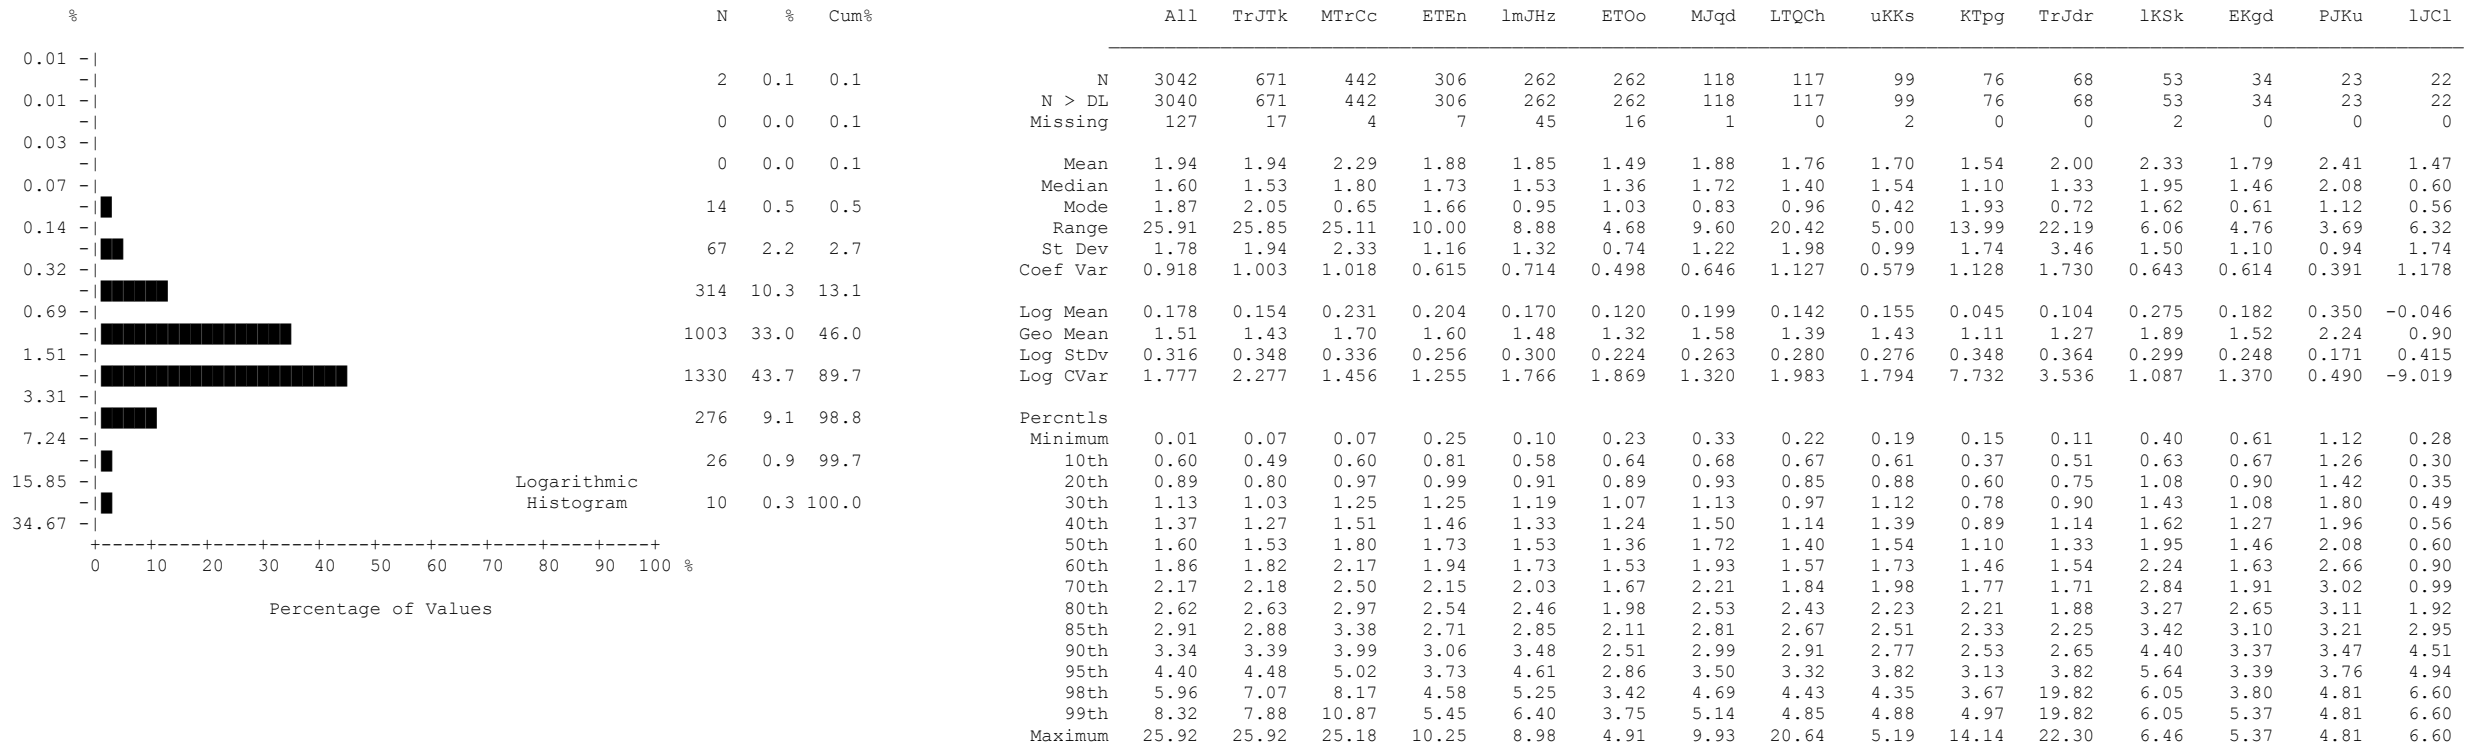 % N % Cum% All TrJTk MTrCc ETEn lmJHz ETOo MJqd LTQCh uKKs KTpg TrJdr lKSk EKgd PJKu lJCl
0.01 -|
-| 2 0.1 0.1 N 3042 671 442 306 262 262 118 117 99 76 68 53 34 23 22
0.01 -| N > DL 3040 671 442 306 262 262 118 117 99 76 68 53 34 23 22
-| 0 0.0 0.1 Missing 127 17 4 7 45 16 1 0 2 0 0 2 0 0 0
0.03 -|
-| 0 0.0 0.1 Mean 1.94 1.94 2.29 1.88 1.85 1.49 1.88 1.76 1.70 1.54 2.00 2.33 1.79 2.41 1.47
0.07 -| Median 1.60 1.53 1.80 1.73 1.53 1.36 1.72 1.40 1.54 1.10 1.33 1.95 1.46 2.08 0.60
-| 14 0.5 0.5 Mode 1.87 2.05 0.65 1.66 0.95 1.03 0.83 0.96 0.42 1.93 0.72 1.62 0.61 1.12 0.56
0.14 -| Range 25.91 25.85 25.11 10.00 8.88 4.68 9.60 20.42 5.00 13.99 22.19 6.06 4.76 3.69 6.32
-| 67 2.2 2.7 St Dev 1.78 1.94 2.33 1.16 1.32 0.74 1.22 1.98 0.99 1.74 3.46 1.50 1.10 0.94 1.74
0.32 -| Coef Var 0.918 1.003 1.018 0.615 0.714 0.498 0.646 1.127 0.579 1.128 1.730 0.643 0.614 0.391 1.178
-| 314 10.3 13.1
0.69 -| Log Mean 0.178 0.154 0.231 0.204 0.170 0.120 0.199 0.142 0.155 0.045 0.104 0.275 0.182 0.350 -0.046
-| 1003 33.0 46.0 Geo Mean 1.51 1.43 1.70 1.60 1.48 1.32 1.58 1.39 1.43 1.11 1.27 1.89 1.52 2.24 0.90
1.51 -| Log StDv 0.316 0.348 0.336 0.256 0.300 0.224 0.263 0.280 0.276 0.348 0.364 0.299 0.248 0.171 0.415
-| 1330 43.7 89.7 Log CVar 1.777 2.277 1.456 1.255 1.766 1.869 1.320 1.983 1.794 7.732 3.536 1.087 1.370 0.490 -9.019
3.31 -|
-| 276 9.1 98.8 Percntls
7.24 -| Minimum 0.01 0.07 0.07 0.25 0.10 0.23 0.33 0.22 0.19 0.15 0.11 0.40 0.61 1.12 0.28
-| 26 0.9 99.7 10th 0.60 0.49 0.60 0.81 0.58 0.64 0.68 0.67 0.61 0.37 0.51 0.63 0.67 1.26 0.30
15.85 -| Logarithmic 20th 0.89 0.80 0.97 0.99 0.91 0.89 0.93 0.85 0.88 0.60 0.75 1.08 0.90 1.42 0.35
-| Histogram 10 0.3 100.0 30th 1.13 1.03 1.25 1.25 1.19 1.07 1.13 0.97 1.12 0.78 0.90 1.43 1.08 1.80 0.49
34.67 -| 40th 1.37 1.27 1.51 1.46 1.33 1.24 1.50 1.14 1.39 0.89 1.14 1.62 1.27 1.96 0.56
+----+----+----+----+----+----+----+----+----+----+ 50th 1.60 1.53 1.80 1.73 1.53 1.36 1.72 1.40 1.54 1.10 1.33 1.95 1.46 2.08 0.60
0 10 20 30 40 50 60 70 80 90 100 % 60th 1.86 1.82 2.17 1.94 1.73 1.53 1.93 1.57 1.73 1.46 1.54 2.24 1.63 2.66 0.90
70th 2.17 2.18 2.50 2.15 2.03 1.67 2.21 1.84 1.98 1.77 1.71 2.84 1.91 3.02 0.99
Percentage of Values 80th 2.62 2.63 2.97 2.54 2.46 1.98 2.53 2.43 2.23 2.21 1.88 3.27 2.65 3.11 1.92
85th 2.91 2.88 3.38 2.71 2.85 2.11 2.81 2.67 2.51 2.33 2.25 3.42 3.10 3.21 2.95
90th 3.34 3.39 3.99 3.06 3.48 2.51 2.99 2.91 2.77 2.53 2.65 4.40 3.37 3.47 4.51
95th 4.40 4.48 5.02 3.73 4.61 2.86 3.50 3.32 3.82 3.13 3.82 5.64 3.39 3.76 4.94
98th 5.96 7.07 8.17 4.58 5.25 3.42 4.69 4.43 4.35 3.67 19.82 6.05 3.80 4.81 6.60
99th 8.32 7.88 10.87 5.45 6.40 3.75 5.14 4.85 4.88 4.97 19.82 6.05 5.37 4.81 6.60
Maximum 25.92 25.92 25.18 10.25 8.98 4.91 9.93 20.64 5.19 14.14 22.30 6.46 5.37 4.81 6.60